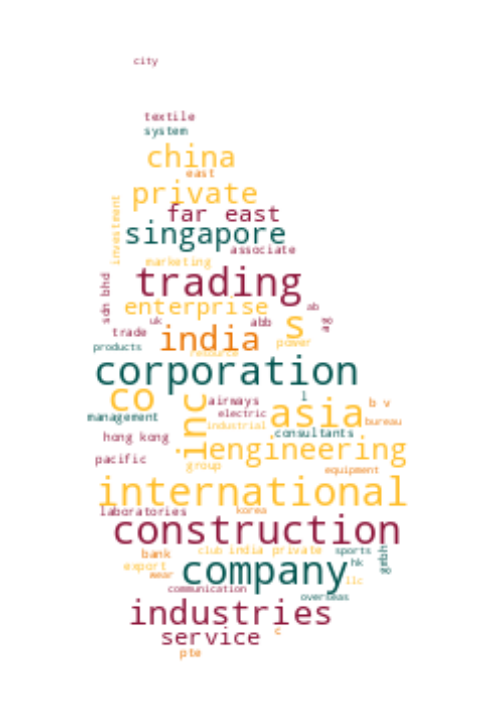 city
textile
system
china
east
private
investment
far east
singapore
associate
marketing
trading
sdn bhd
enterprise
ab
uk
abb
s
ag
trade
india
power
products
resource
corporation
co
inc
airways
l
b v
asia
electric
management
industrial
bureau
consultants
hong kong
engineering
pacific
group
equipment
international
laboratories
korea
construction
bank
club
india private
sports
gmbh
export
hk
company
wear
llc
communication
overseas
industries
service
c
pte